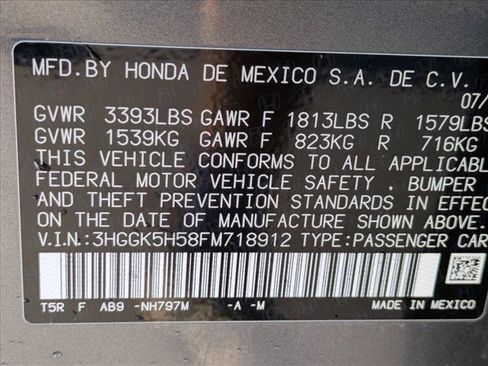 MFD.BY HONDA DE MEXICO S.A. DE C.V.
07/
GVWR 3393LBS GAWR F 1813LBS R 1579LBS
GVWR 1539KG GAWR F 823KG R 716KG
THIS VEHICLE CONFORMS TO ALL APPLICABL
FEDERAL MOTOR VEHICLE SAFETY . BUMPER
AND THEFT PREVENTION STANDARDS IN EFFEC
ON THE DATE OF MANUFACTURE SHOWN ABOVE.
V.I.N:3HGGK5H58FM718912 TYPE:PASSENGER CAR
T5R F AB9 -NH797M -A -M MADE IN MEXICO